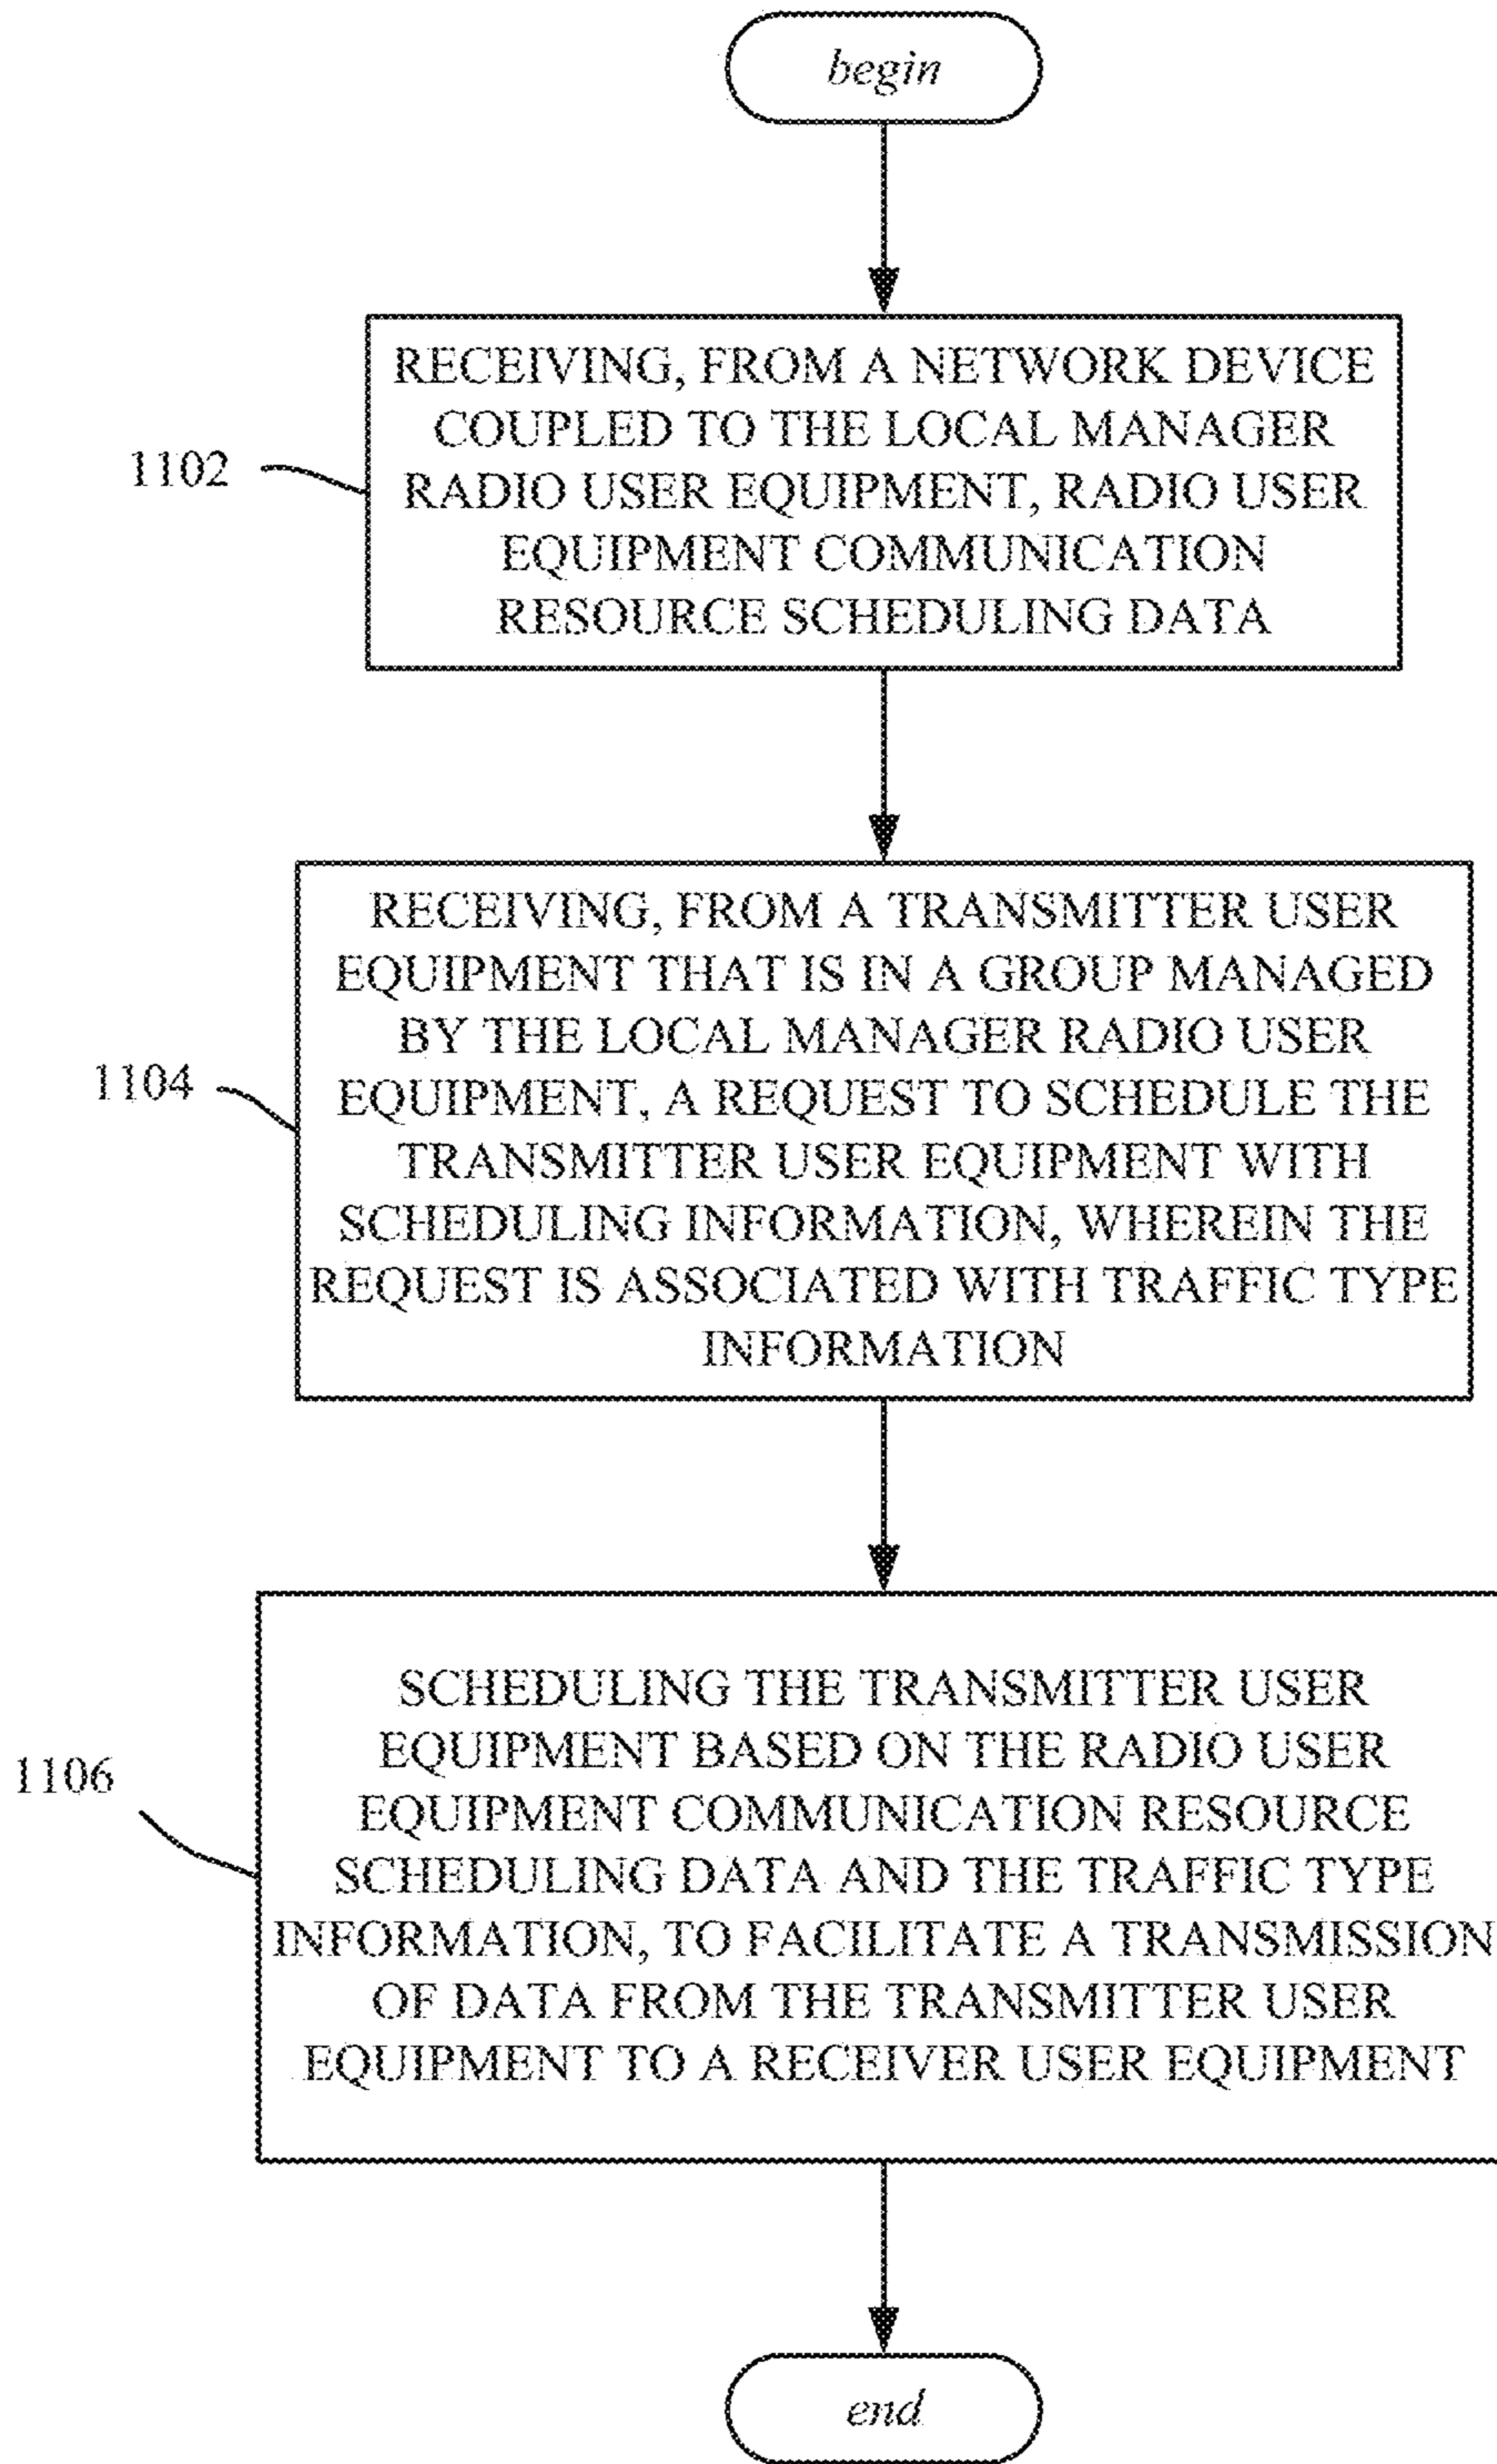 begin
RECEIVING, FROM A NETWORK DEVICE
COUPLED TO THE LOCAL MANAGER
RADIO USER EQUIPMENT, RADIO USER
EQUIPMENT COMMUNICATION
RESOURCE SCHEDULING DATA
1102
RECEIVING, FROM A TRANSMITTER USER
EQUIPMENT THAT IS IN A GROUP MANAGED
BY THE LOCAL MANAGER RADIO USER
EQUIPMENT, A REQUEST TO SCHEDULE THE
TRANSMITTER USER EQUIPMENT WITH
SCHEDULING INFORMATION, WHEREIN THE
REQUEST IS ASSOCIATED WITH TRAFFIC TYPE
INFORMATION
1104
SCHEDULING THE TRANSMITTER USER
EQUIPMENT BASED ON THE RADIO USER
EQUIPMENT COMMUNICATION RESOURCE
SCHEDULING DATA AND THE TRAFFIC TYPE
INFORMATION, TO FACILITATE A TRANSMISSION
OF DATA FROM THE TRANSMITTER USER
EQUIPMENT TO A RECEIVER USER EQUIPMENT
1106
end